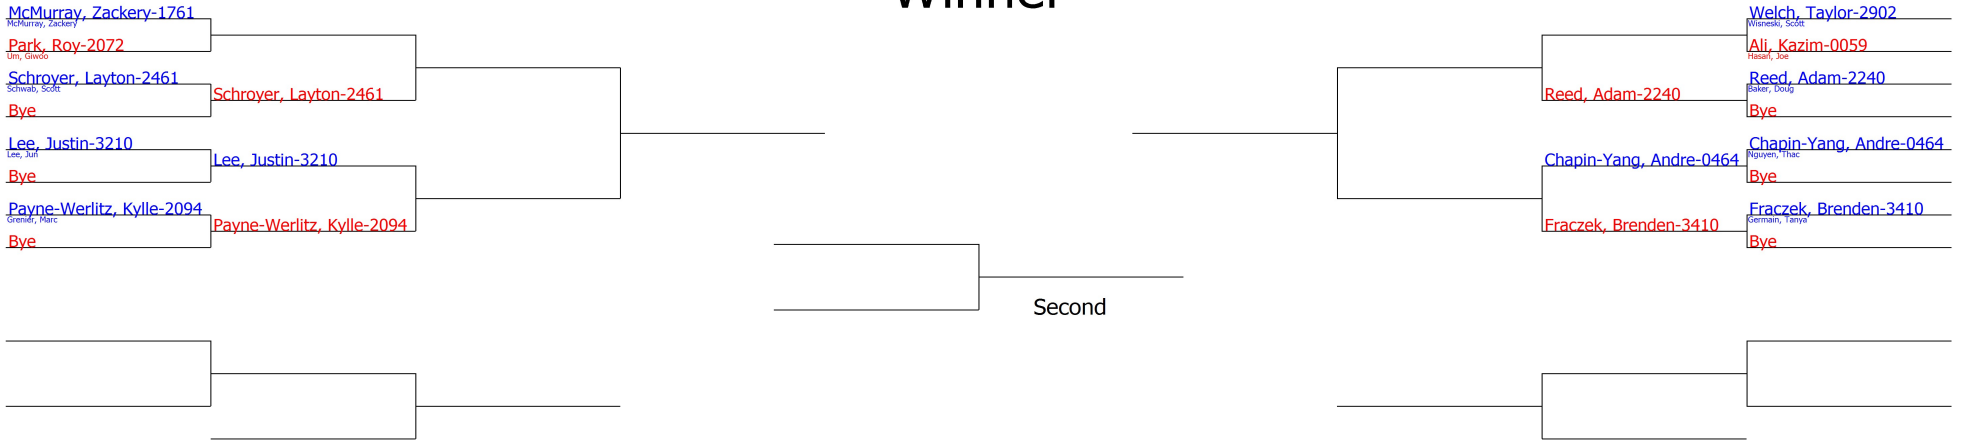 Winner
McMurray, Zackery-1761
McMurray, Zackery
Park, Roy-2072
Um, Giwoo
Schroyer, Layton-2461
Schwab, Scott
Bye
Lee, Justin-3210
Lee, Jun
Bye
Payne-Werlitz, Kylle-2094
Grenier, Marc
Bye
Schroyer, Layton-2461
Lee, Justin-3210
Payne-Werlitz, Kylle-2094
Second
Reed, Adam-2240
Chapin-Yang, Andre-0464
Fraczek, Brenden-3410
Welch, Taylor-2902
Wisneski, Scott
Ali, Kazim-0059
Hasan, Joe
Reed, Adam-2240
Baker, Doug
Bye
Chapin-Yang, Andre-0464
Nguyen, Thac
Bye
Fraczek, Brenden-3410
Germain, Tanya
Bye